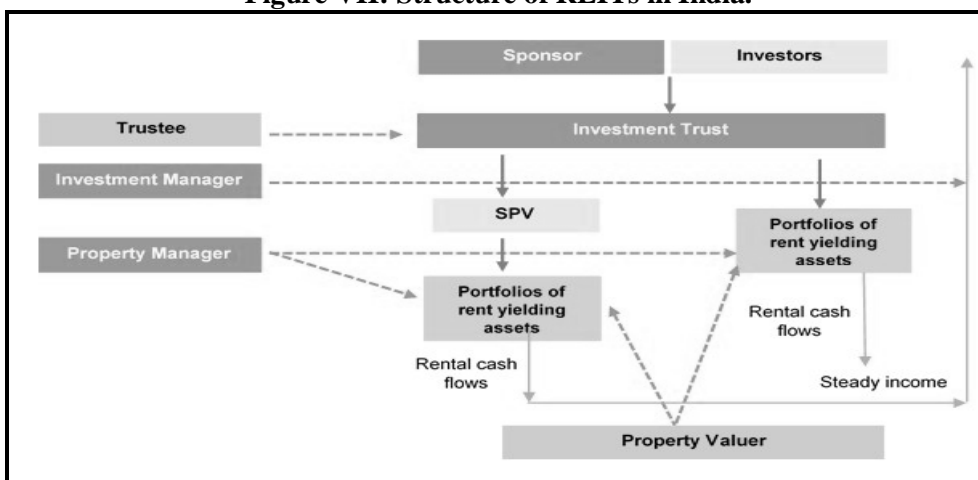 Figure VII: Structure of REITs in India.
Sponsor
Investors
Trustee
Investment Trust
Investment Manager
SPV
Portfolios of
rent yielding
assets
Property Manager
Portfolios of
rent yielding
assets
Rental cash
flows
Rental cash
flows
Steady income
Property Valuer